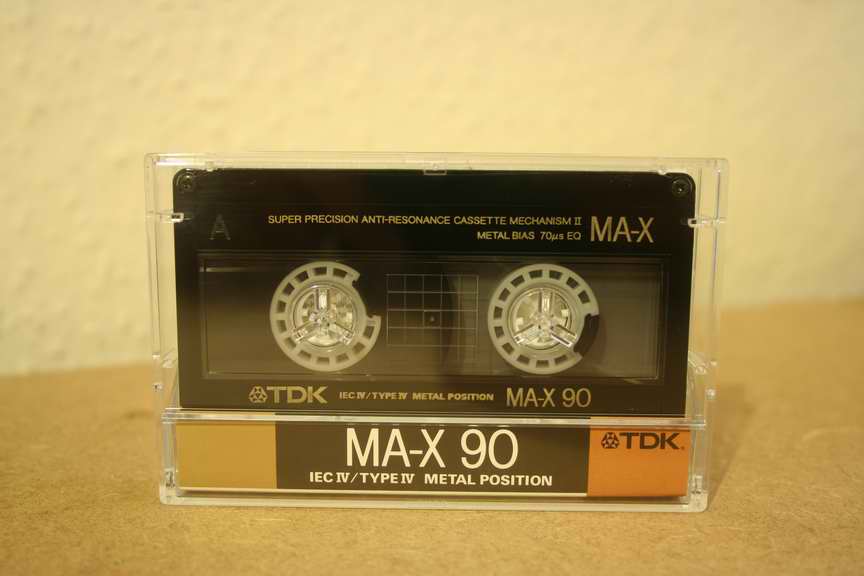 A
SUPER PRECISION ANTI-RESONANCE CASSETTE MECHANISM II
METAL BIAS 70µs EQ MA-X
TDK IEC IV/TYPE IV METAL POSITION MA-X 90
MA-X 90
IEC IV/TYPE IV METAL POSITION
TDK